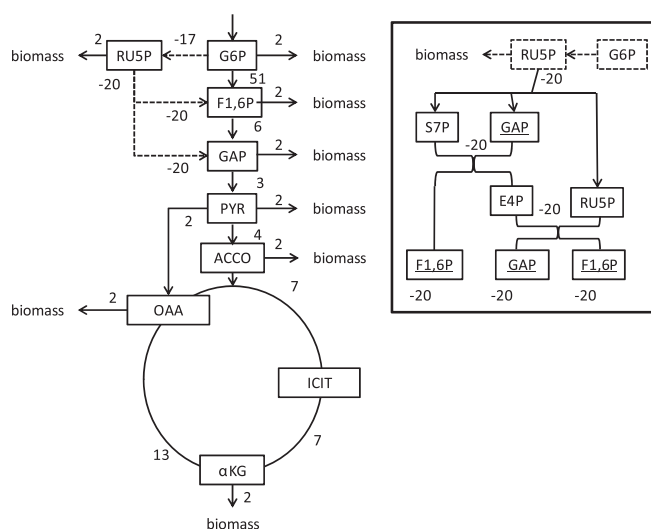 2 -17 2
biomass RU5P G6P biomass
-20 51
2
-20 F1,6P biomass
6
2
GAP biomass
-20
3
2
PYR biomass
2
4
2
ACCO biomass
7
2
biomass OAA
ICIT
13 7
αKG
2
biomass
biomass RU5P G6P
-20
S7P GAP
-20
E4P -20 RU5P
F1,6P GAP F1,6P
-20 -20 -20